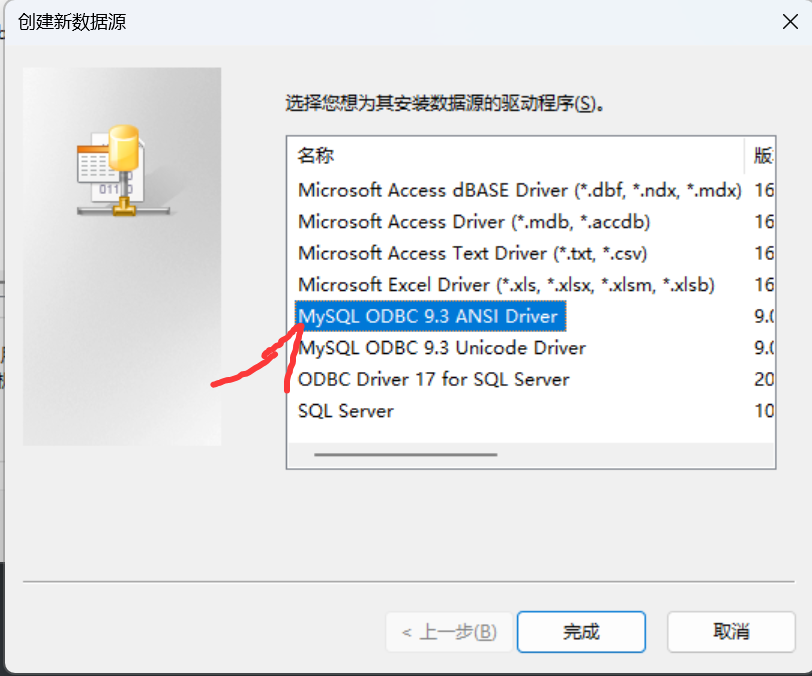 创建新数据源
选择您想为其安装数据源的驱动程序(S)。
名称
Microsoft Access dBASE Driver (*.dbf, *.ndx, *.mdx) 16
Microsoft Access Driver (*.mdb, *.accdb) 16
Microsoft Access Text Driver (*.txt, *.csv) 16
Microsoft Excel Driver (*.xls, *.xlsx, *.xlsm, *.xlsb) 16
MySQL ODBC 9.3 ANSI Driver 9.0
MySQL ODBC 9.3 Unicode Driver 9.0
ODBC Driver 17 for SQL Server 20
SQL Server 10
< 上一步(B) 完成 取消